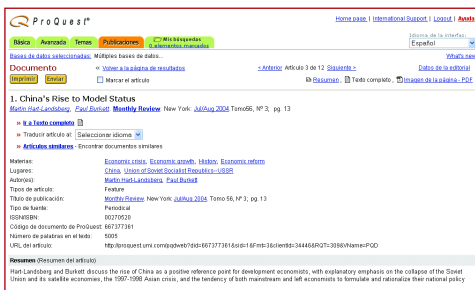 ProQuest®
Home page | International Support | Logout | Ayuda
Básica Avanzada Temas Publicaciones Mis búsquedas
0 elementos marcados
Idioma de la interfaz:
Español
Bases de datos seleccionadas: Múltiples bases de datos...
What's new
Documento « Volver a la página de resultados < Anterior Artículo 3 de 12 Siguiente > Datos de la editorial
Imprimir Enviar Marcar el artículo Resumen, Texto completo, Imagen de la página - PDF
1. China's Rise to Model Status
Martin Hart-Landsberg, Paul Burkett. Monthly Review. New York: Jul/Aug 2004. Tomo56, Nº 3; pg. 13
» Ir a Texto completo
» Traducir artículo al: Seleccionar idioma
» Artículos similares - Encontrar documentos similares
Materias: Economic crisis, Economic growth, History, Economic reform
Lugares: China, Union of Soviet Socialist Republics--USSR
Autor(es): Martin Hart-Landsberg, Paul Burkett
Tipos de artículo: Feature
Título de publicación: Monthly Review. New York: Jul/Aug 2004. Tomo 56, Nº 3; pg. 13
Tipo de fuente: Periodical
ISSN/ISBN: 00270520
Código de documento de ProQuest: 667377361
Número de palabras en el texto: 5005
URL del artículo: http://proquest.umi.com/pqdweb?did=667377361&sid=1&Fmt=3&clientId=34446&RQT=309&VName=PQD
Resumen (Resumen del artículo)
Hart-Landsberg and Burkett discuss the rise of China as a positive reference point for development economists, with explanatory emphasis on the collapse of the Soviet
Union and its satellite economies, the 1997-1998 Asian crisis, and the tendency of both mainstream and left economists to formulate and rationalize their national policy